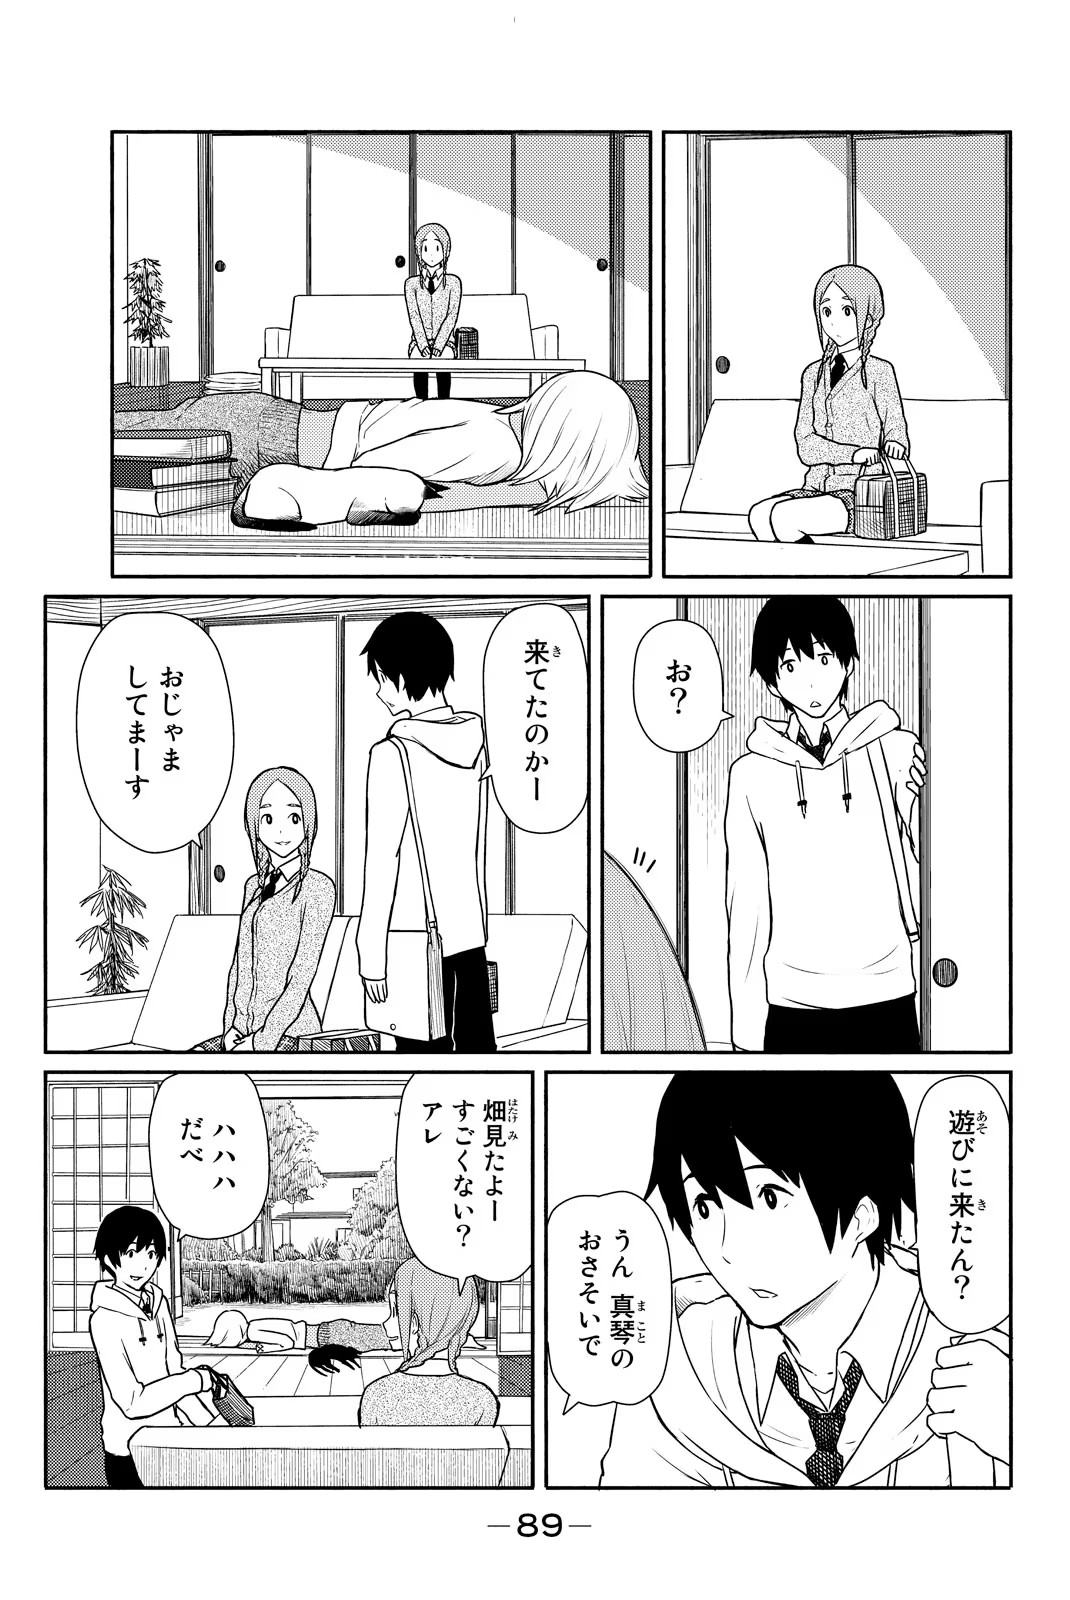 お？
来てたのかー
おじゃま
してまーす
遊びに来たん？
うん 真琴の
おさそいで
畑見たよー
すごくない？
アレ
ハハハ
だべ
—89—